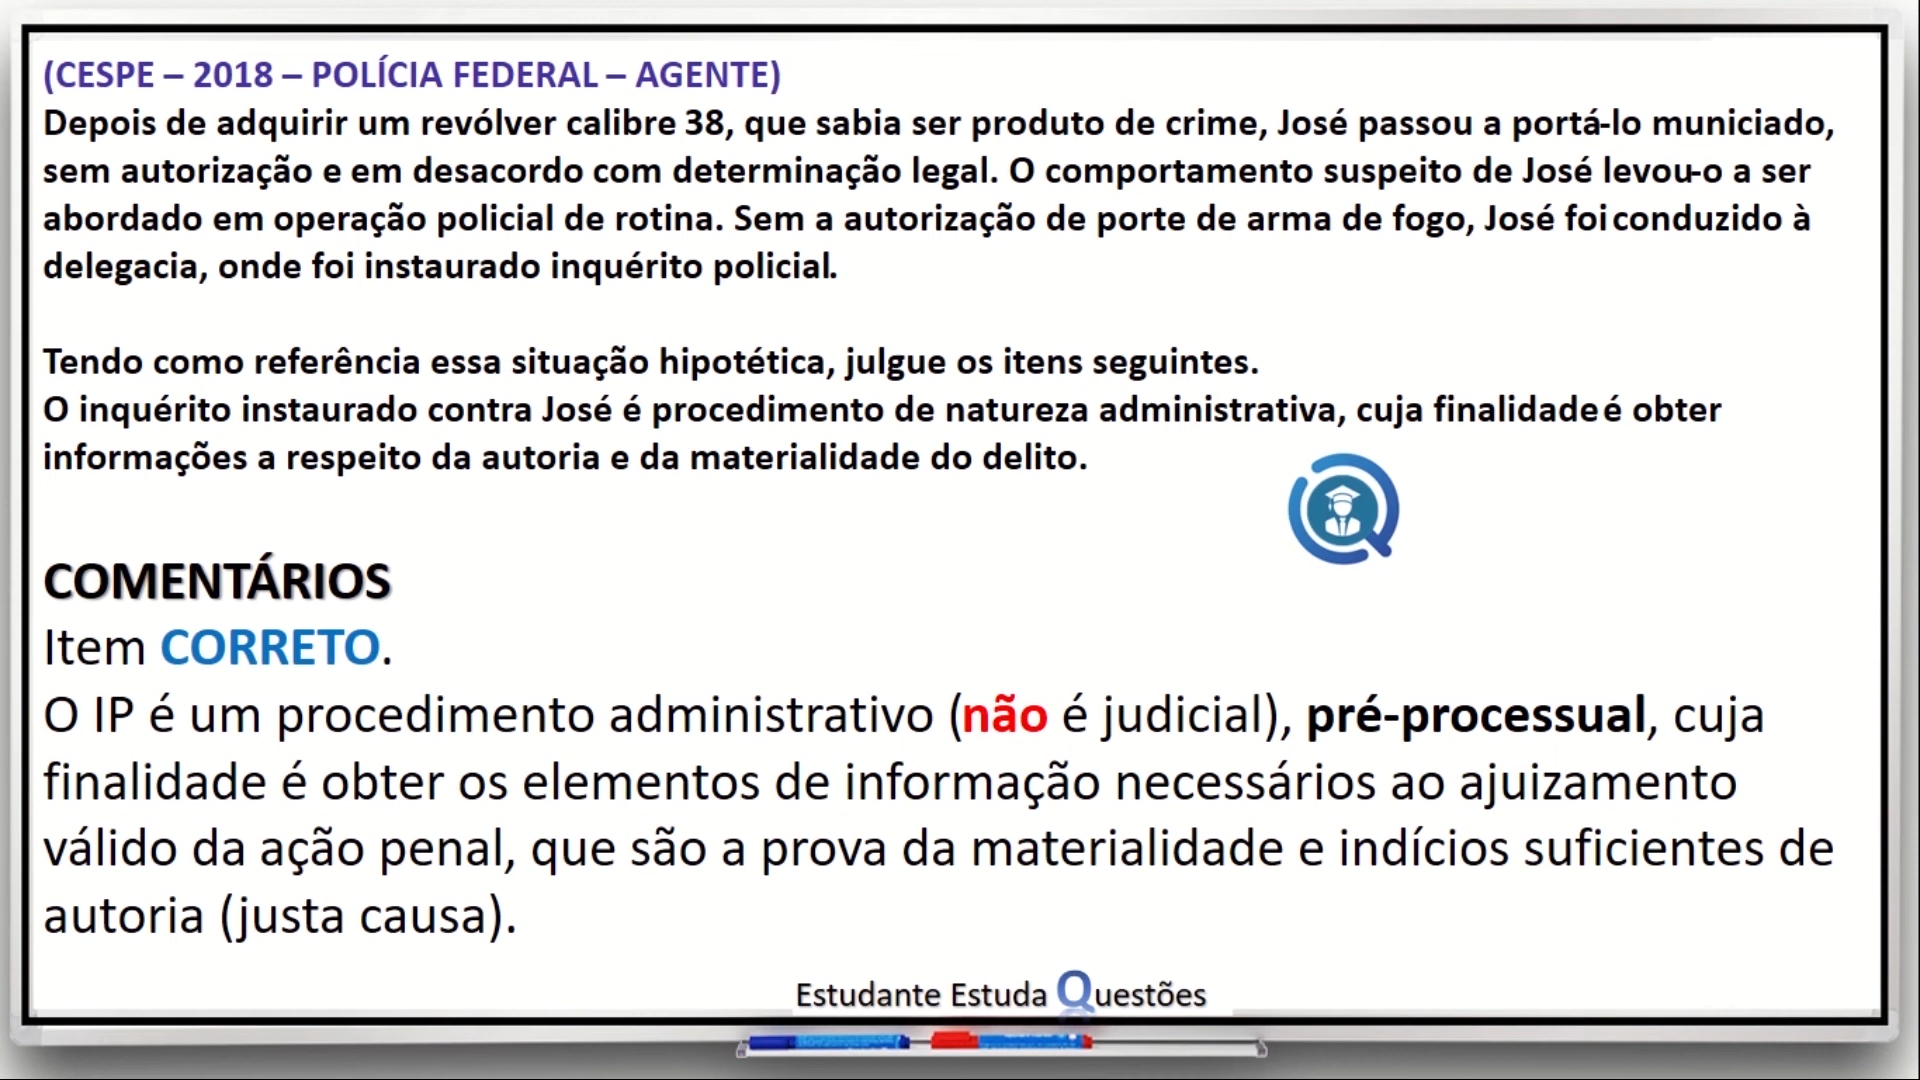 (CESPE – 2018 – POLÍCIA FEDERAL – AGENTE)
Depois de adquirir um revólver calibre 38, que sabia ser produto de crime, José passou a portá-lo municiado,
sem autorização e em desacordo com determinação legal. O comportamento suspeito de José levou-o a ser
abordado em operação policial de rotina. Sem a autorização de porte de arma de fogo, José foi conduzido à
delegacia, onde foi instaurado inquérito policial.
Tendo como referência essa situação hipotética, julgue os itens seguintes.
O inquérito instaurado contra José é procedimento de natureza administrativa, cuja finalidade é obter
informações a respeito da autoria e da materialidade do delito.
COMENTÁRIOS
Item CORRETO.
O IP é um procedimento administrativo (não é judicial), pré-processual, cuja
finalidade é obter os elementos de informação necessários ao ajuizamento
válido da ação penal, que são a prova da materialidade e indícios suficientes de
autoria (justa causa).
Estudante Estuda Questões